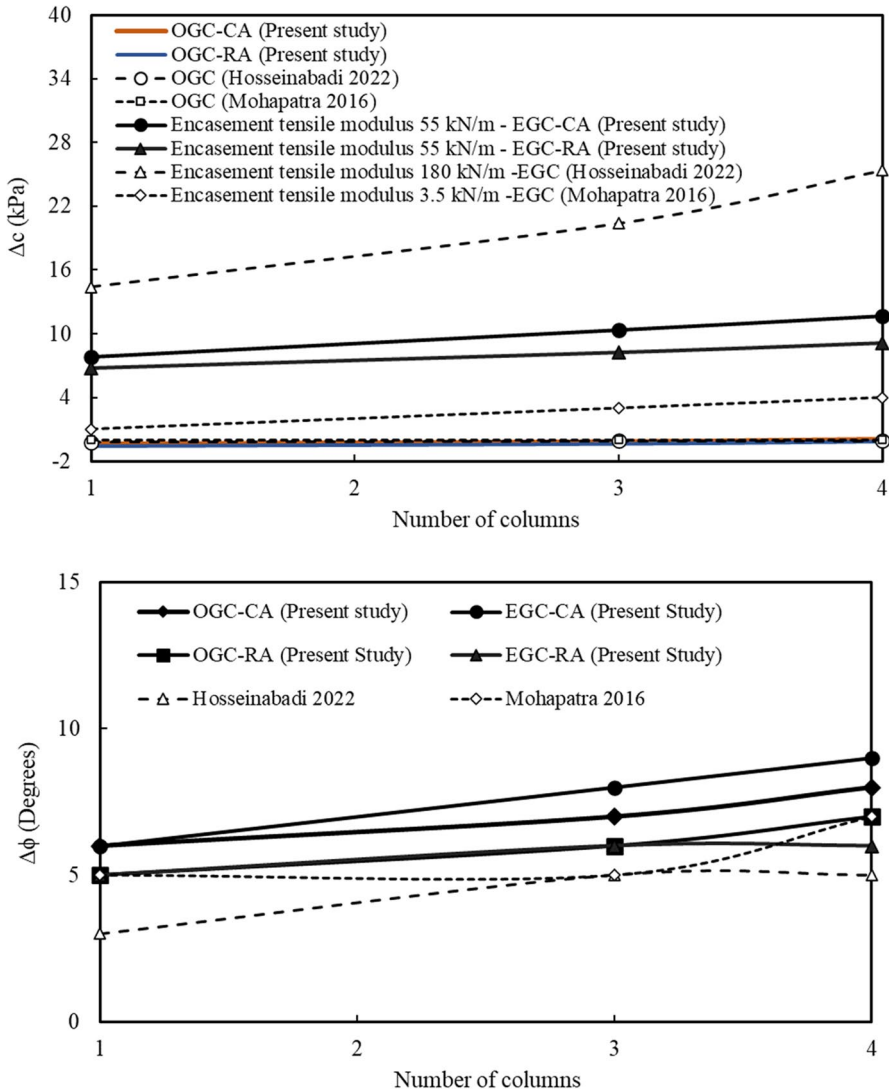 40
34
28
22
16
10
4
-2
Δc (kPa)
OGC-CA (Present study)
OGC-RA (Present study)
OGC (Hosseinabadi 2022)
OGC (Mohapatra 2016)
Encasement tensile modulus 55 kN/m - EGC-CA (Present study)
Encasement tensile modulus 55 kN/m - EGC-RA (Present study)
Encasement tensile modulus 180 kN/m -EGC (Hosseinabadi 2022)
Encasement tensile modulus 3.5 kN/m -EGC (Mohapatra 2016)
1 2 3 4
Number of columns
15
10
5
0
Δϕ (Degrees)
OGC-CA (Present study) EGC-CA (Present Study)
OGC-RA (Present Study) EGC-RA (Present Study)
Hosseinabadi 2022 Mohapatra 2016
1 2 3 4
Number of columns